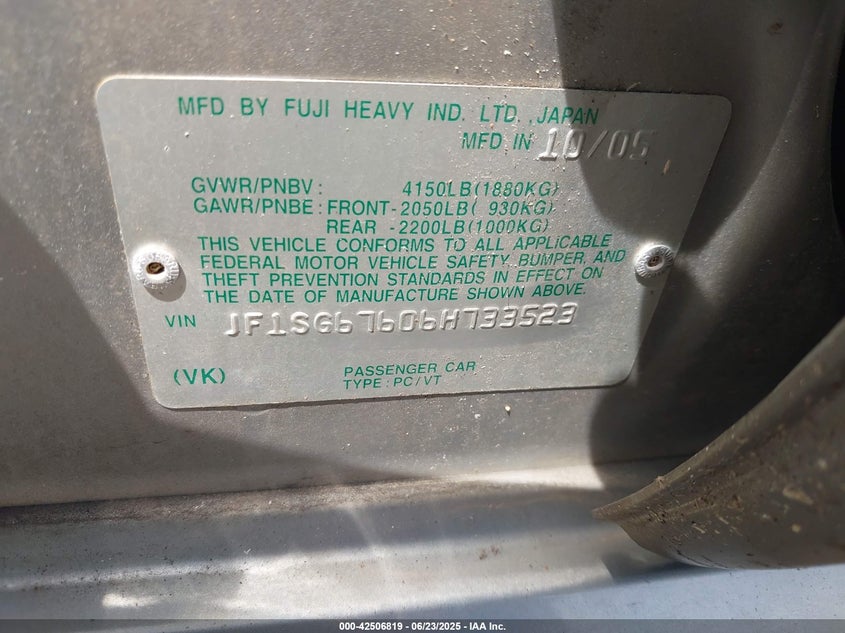 MFD BY FUJI HEAVY IND. LTD. JAPAN
MFD IN 10/05
GVWR/PNBV: 4150LB(1880KG)
GAWR/PNBE: FRONT-2050LB( 930KG)
REAR -2200LB(1000KG)
THIS VEHICLE CONFORMS TO ALL APPLICABLE
FEDERAL MOTOR VEHICLE SAFETY, BUMPER, AND
THEFT PREVENTION STANDARDS IN EFFECT ON
THE DATE OF MANUFACTURE SHOWN ABOVE.
VIN JF1SG67606H733523
(VK) PASSENGER CAR
TYPE : PC/VT
000-42506819 - 06/23/2025 - IAA Inc.